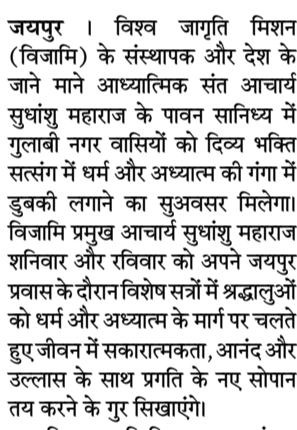 जयपुर । विश्व जागृति मिशन
(विजामि) के संस्थापक और देश के
जाने माने आध्यात्मिक संत आचार्य
सुधांशु महाराज के पावन सानिध्य में
गुलाबी नगर वासियों को दिव्य भक्ति
सत्संग में धर्म और अध्यात्म की गंगा में
डुबकी लगाने का सुअवसर मिलेगा।
विजामि प्रमुख आचार्य सुधांशु महाराज
शनिवार और रविवार को अपने जयपुर
प्रवास के दौरान विशेष सत्रों में श्रद्धालुओं
को धर्म और अध्यात्म के मार्ग पर चलते
हुए जीवन में सकारात्मकता, आनंद और
उल्लास के साथ प्रगति के नए सोपान
तय करने के गुर सिखाएंगे।